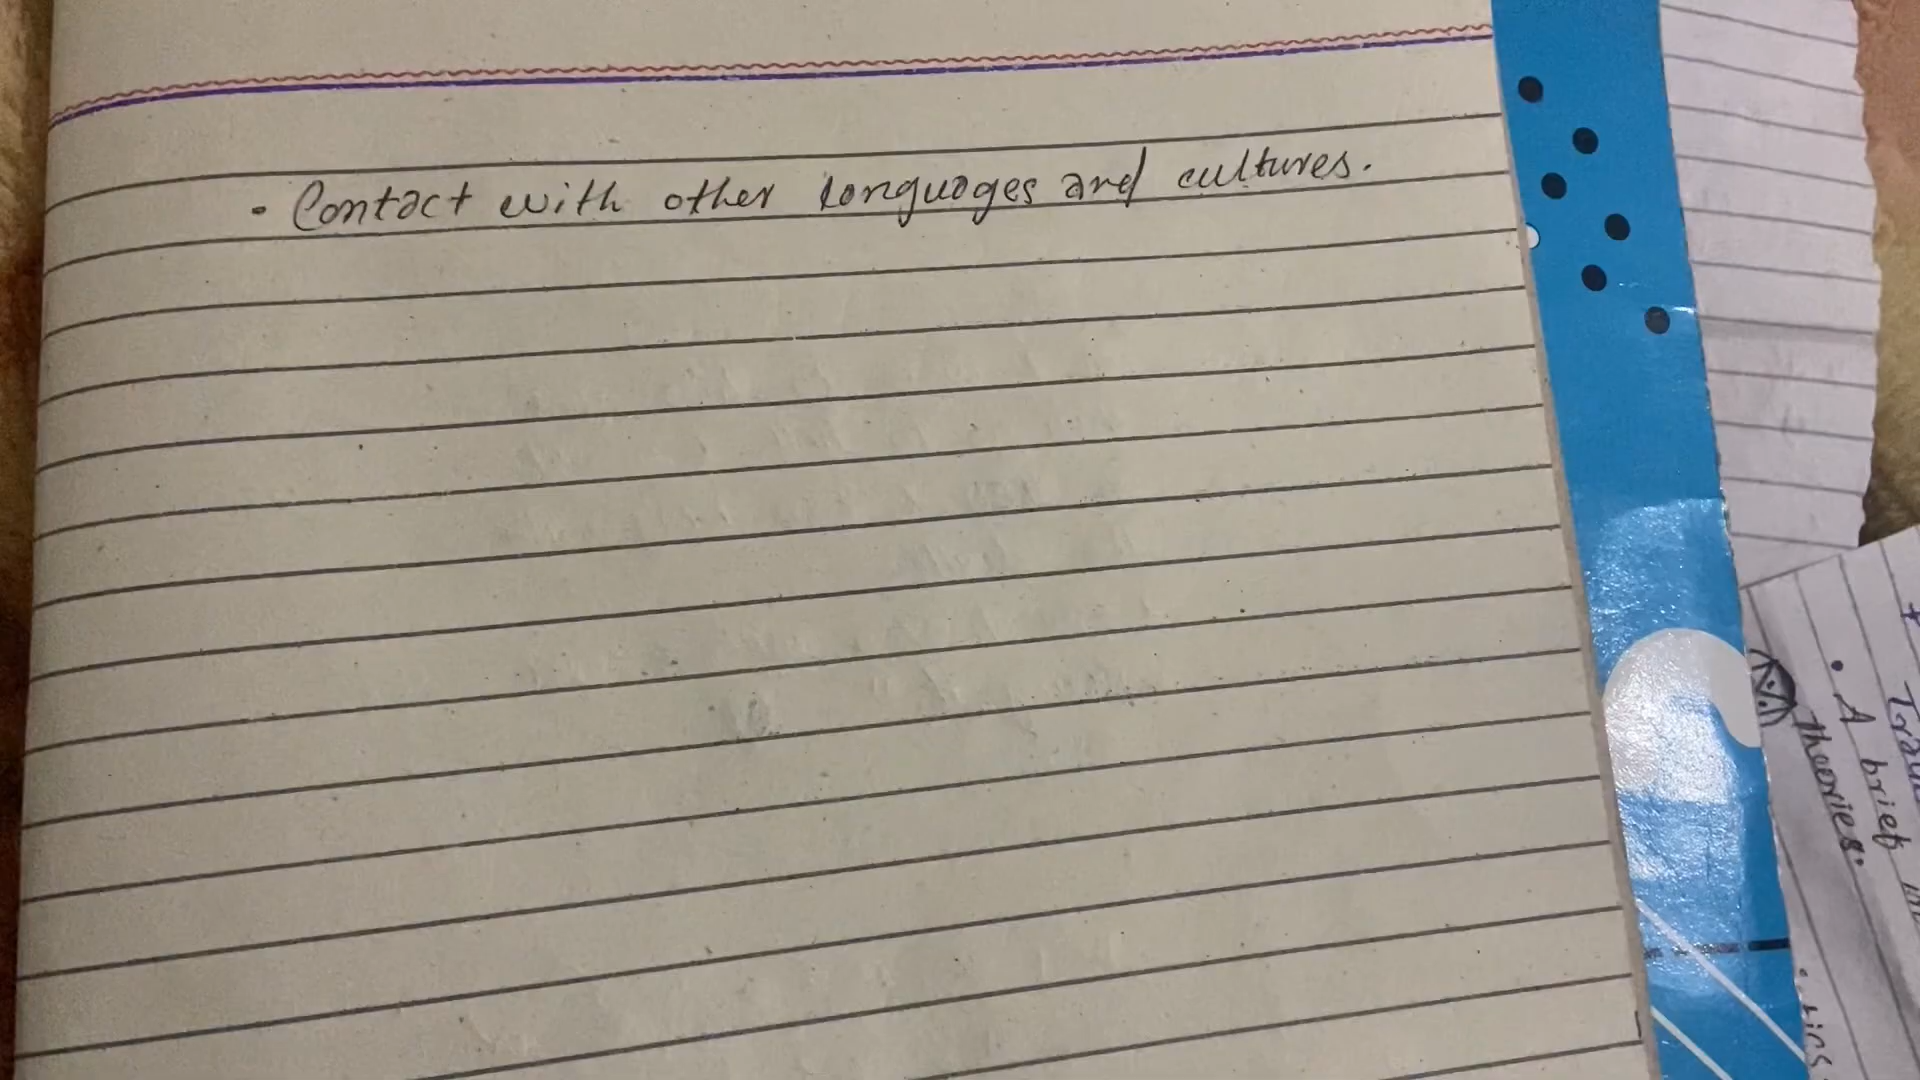 • Contact with other languages and cultures.
• A brief
theories.